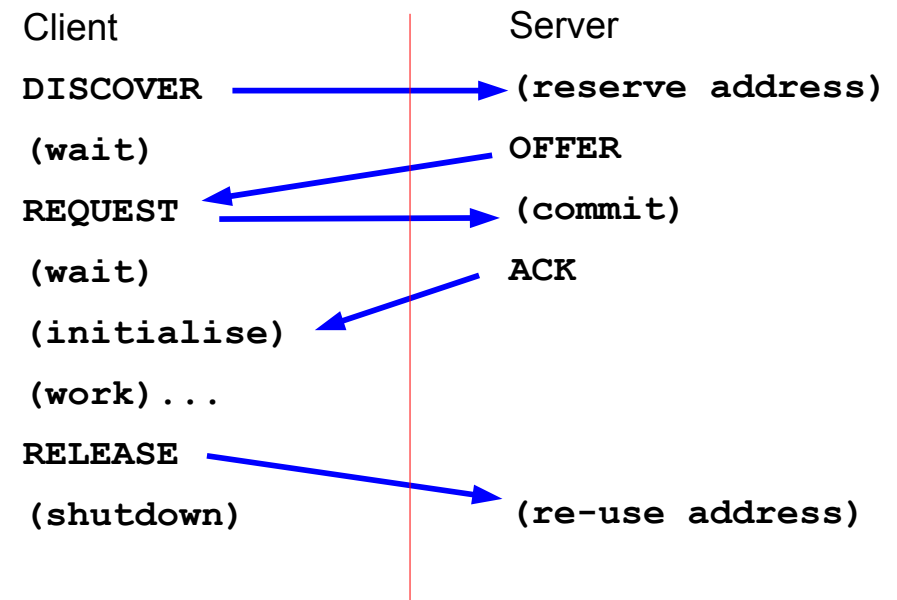 Client
Server
DISCOVER
(reserve address)
(wait)
OFFER
REQUEST
(commit)
(wait)
ACK
(initialise)
(work)...
RELEASE
(shutdown)
(re-use address)